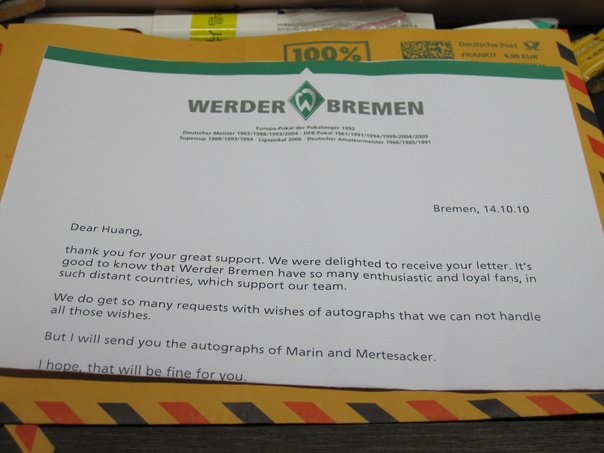 100%
Deutsche Post
FRANKIT 6,00 EUR
WERDER BREMEN
Europa-Pokal der Pokalsieger 1992
Deutscher Meister 1965/1988/1993/2004 · DFB-Pokal 1961/1991/1994/1999/2004/2009
Supercup 1988/1993/1994 · Ligapokal 2006 · Deutscher Amateurmeister 1966/1985/1991
Bremen, 14.10.10
Dear Huang,
thank you for your great support. We were delighted to receive your letter. It's
good to know that Werder Bremen have so many enthusiastic and loyal fans, in
such distant countries, which support our team.
We do get so many requests with wishes of autographs that we can not handle
all those wishes.
But I will send you the autographs of Marin and Mertesacker.
I hope, that will be fine for you.